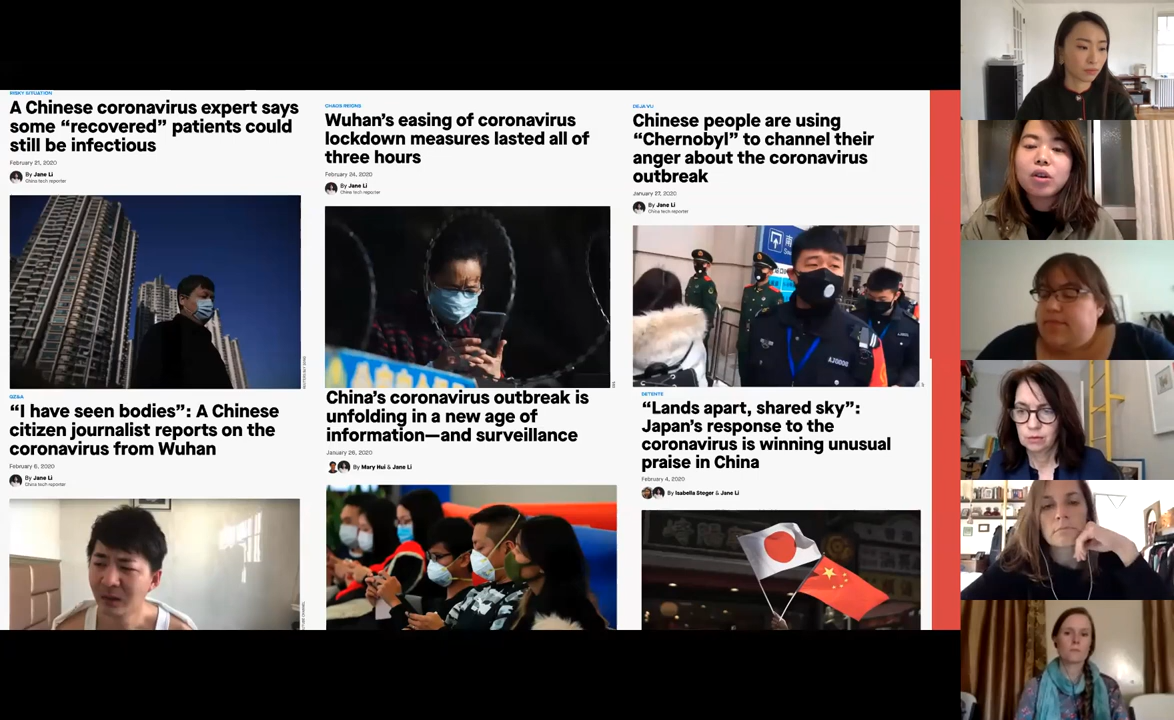 RISKY SITUATION
A Chinese coronavirus expert says
some “recovered” patients could
still be infectious
February 21, 2020
By Jane Li
China tech reporter
CHAOS REIGNS
Wuhan’s easing of coronavirus
lockdown measures lasted all of
three hours
February 24, 2020
By Jane Li
China tech reporter
DEJA VU
Chinese people are using
“Chernobyl” to channel their
anger about the coronavirus
outbreak
January 27, 2020
By Jane Li
China tech reporter
Q&A
“I have seen bodies”: A Chinese
citizen journalist reports on the
coronavirus from Wuhan
February 6, 2020
By Jane Li
China tech reporter
China’s coronavirus outbreak is
unfolding in a new age of
information—and surveillance
January 26, 2020
By Mary Hui & Jane Li
DETENTE
“Lands apart, shared sky”:
Japan’s response to the
coronavirus is winning unusual
praise in China
February 4, 2020
By Isabella Steger & Jane Li